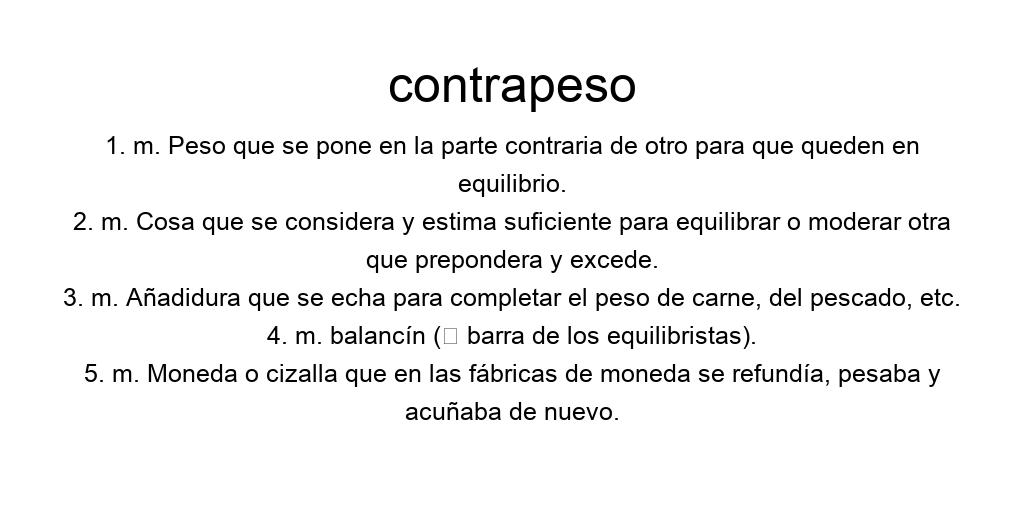 contrapeso
1. m. Peso que se pone en la parte contraria de otro para que queden en
equilibrio.
2. m. Cosa que se considera y estima suficiente para equilibrar o moderar otra
que prepondera y excede.
3. m. Añadidura que se echa para completar el peso de carne, del pescado, etc.
4. m. balancín (□ barra de los equilibristas).
5. m. Moneda o cizalla que en las fábricas de moneda se refundía, pesaba y
acuñaba de nuevo.